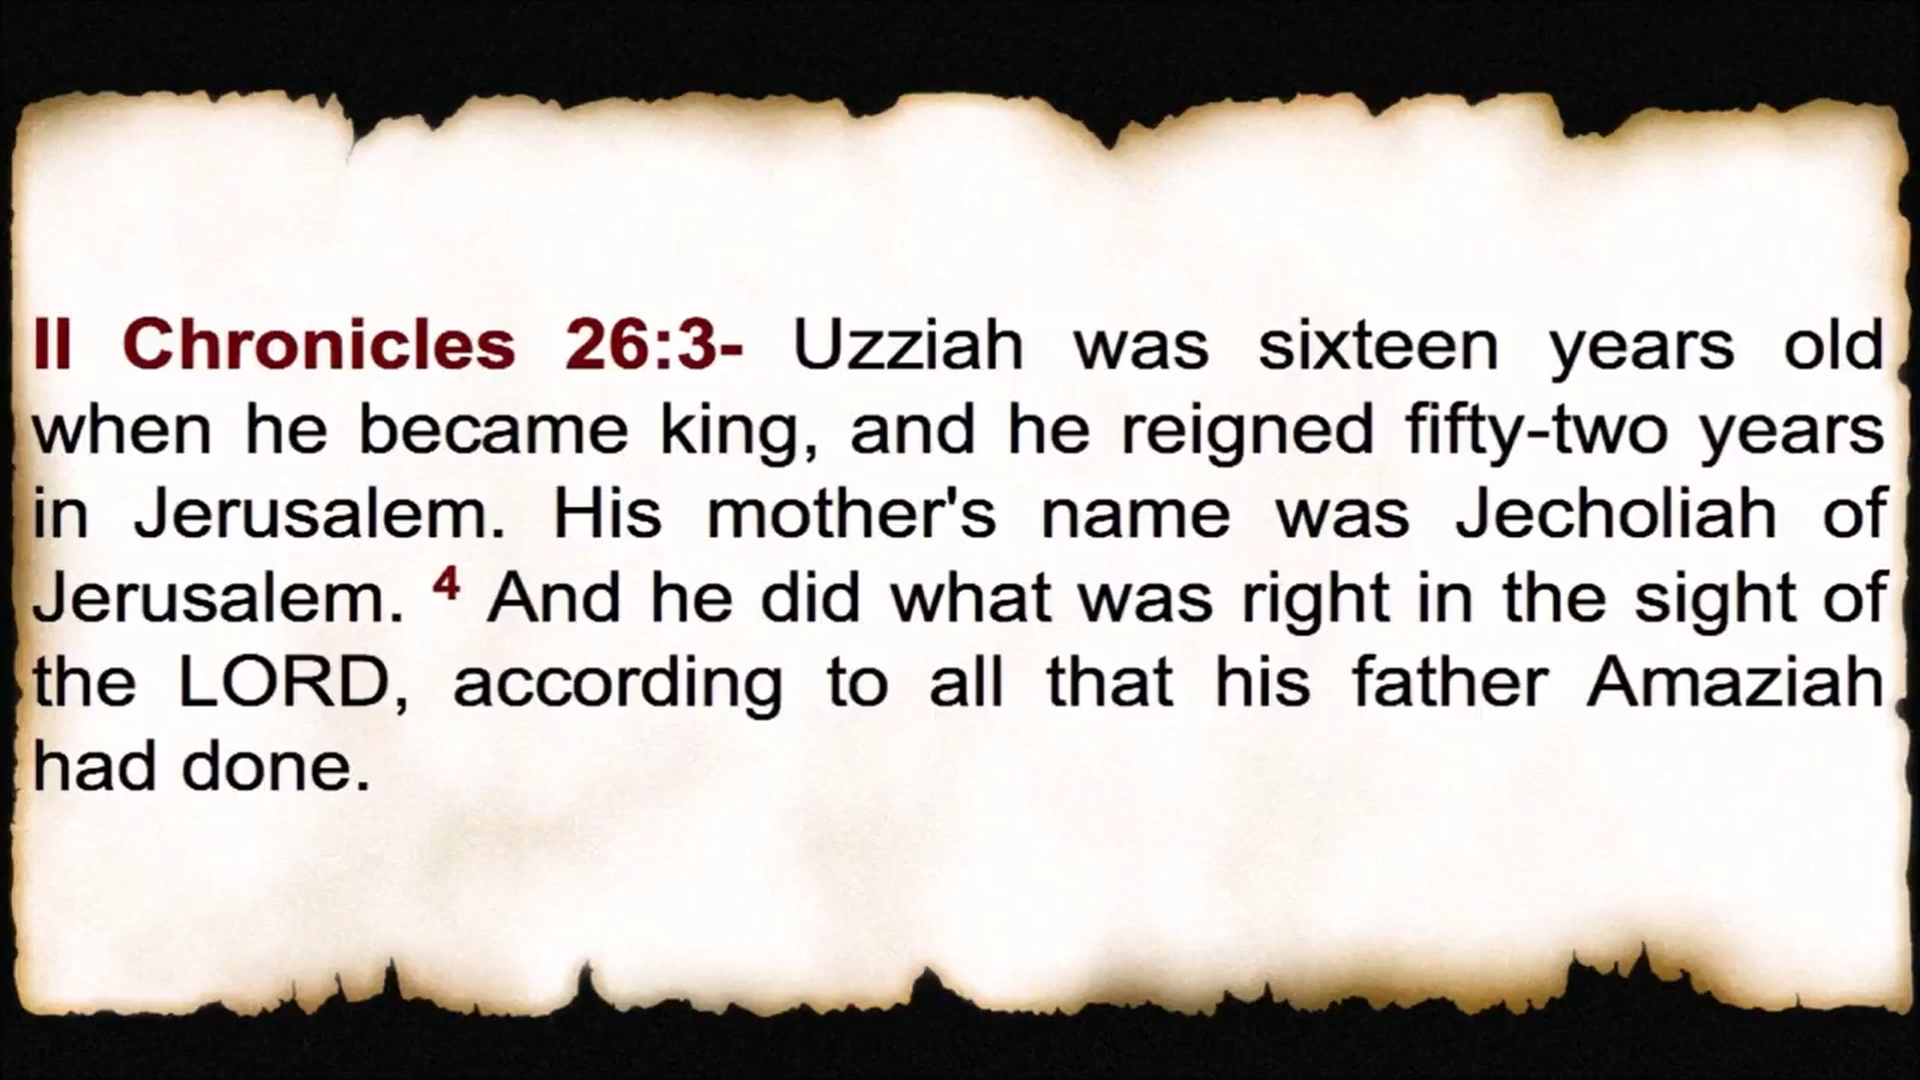 II Chronicles 26:3- Uzziah was sixteen years old
when he became king, and he reigned fifty-two years
in Jerusalem. His mother's name was Jecholiah of
Jerusalem. 4 And he did what was right in the sight of
the LORD, according to all that his father Amaziah
had done.